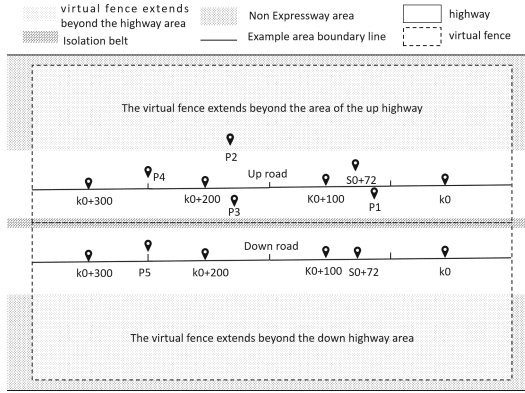 virtual fence extends
beyond the highway area
Isolation belt
Non Expressway area
Example area boundary line
highway
virtual fence
The virtual fence extends beyond the area of the up highway
P2
P4
Up road
S0+72
k0+300
k0+200
P3
K0+100
P1
k0
Down road
k0+300
P5
k0+200
K0+100
S0+72
k0
The virtual fence extends beyond the down highway area